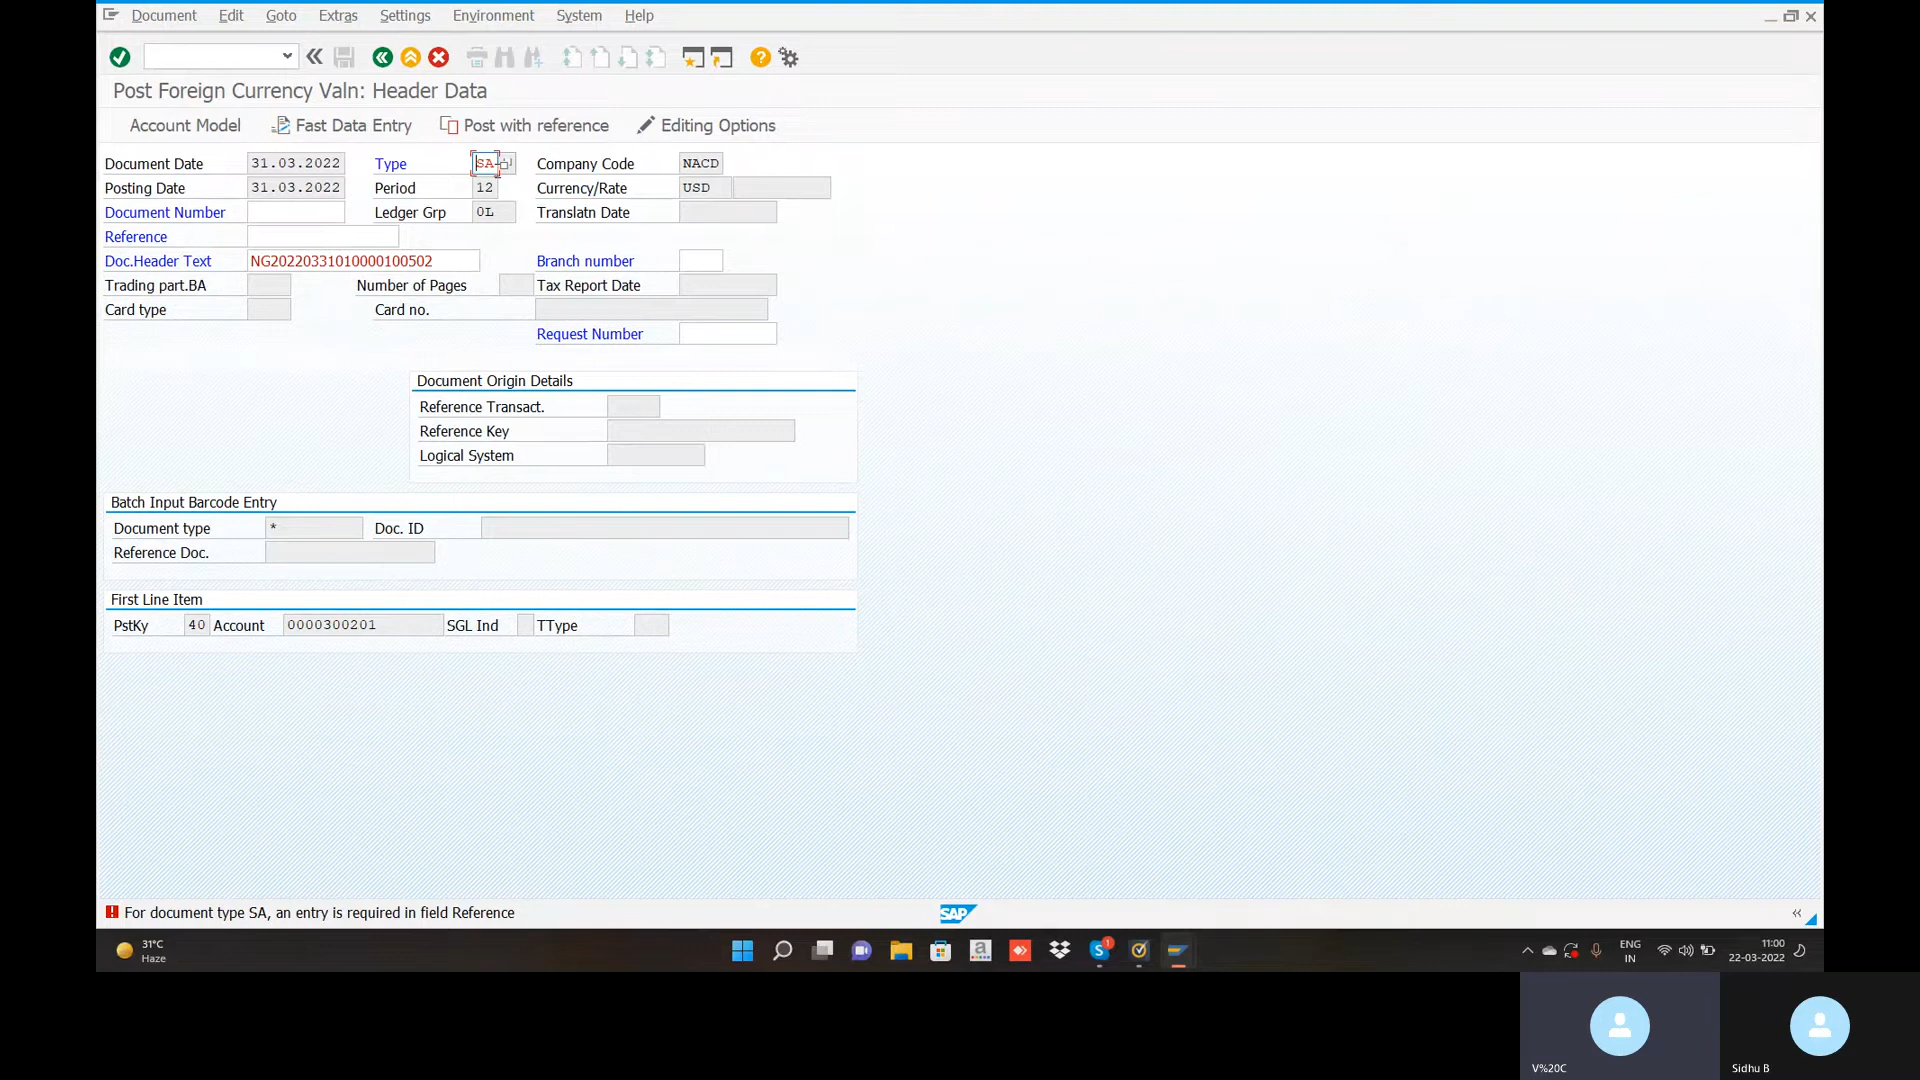 Document Edit Goto Extras Settings Environment System Help
Post Foreign Currency Valn: Header Data
Account Model Fast Data Entry Post with reference Editing Options
Document Date 31.03.2022 Type SA Company Code NACD
Posting Date 31.03.2022 Period 12 Currency/Rate USD
Document Number Ledger Grp 0L Translatn Date
Reference
Doc.Header Text NG20220331010000100502 Branch number
Trading part.BA Number of Pages Tax Report Date
Card type Card no.
Request Number
Document Origin Details
Reference Transact.
Reference Key
Logical System
Batch Input Barcode Entry
Document type * Doc. ID
Reference Doc.
First Line Item
PstKy 40 Account 0000300201 SGL Ind TType
For document type SA, an entry is required in field Reference SAP
31°C
Haze
a S 1
ENG
IN
11:00
22-03-2022
V%20C
Sidhu B